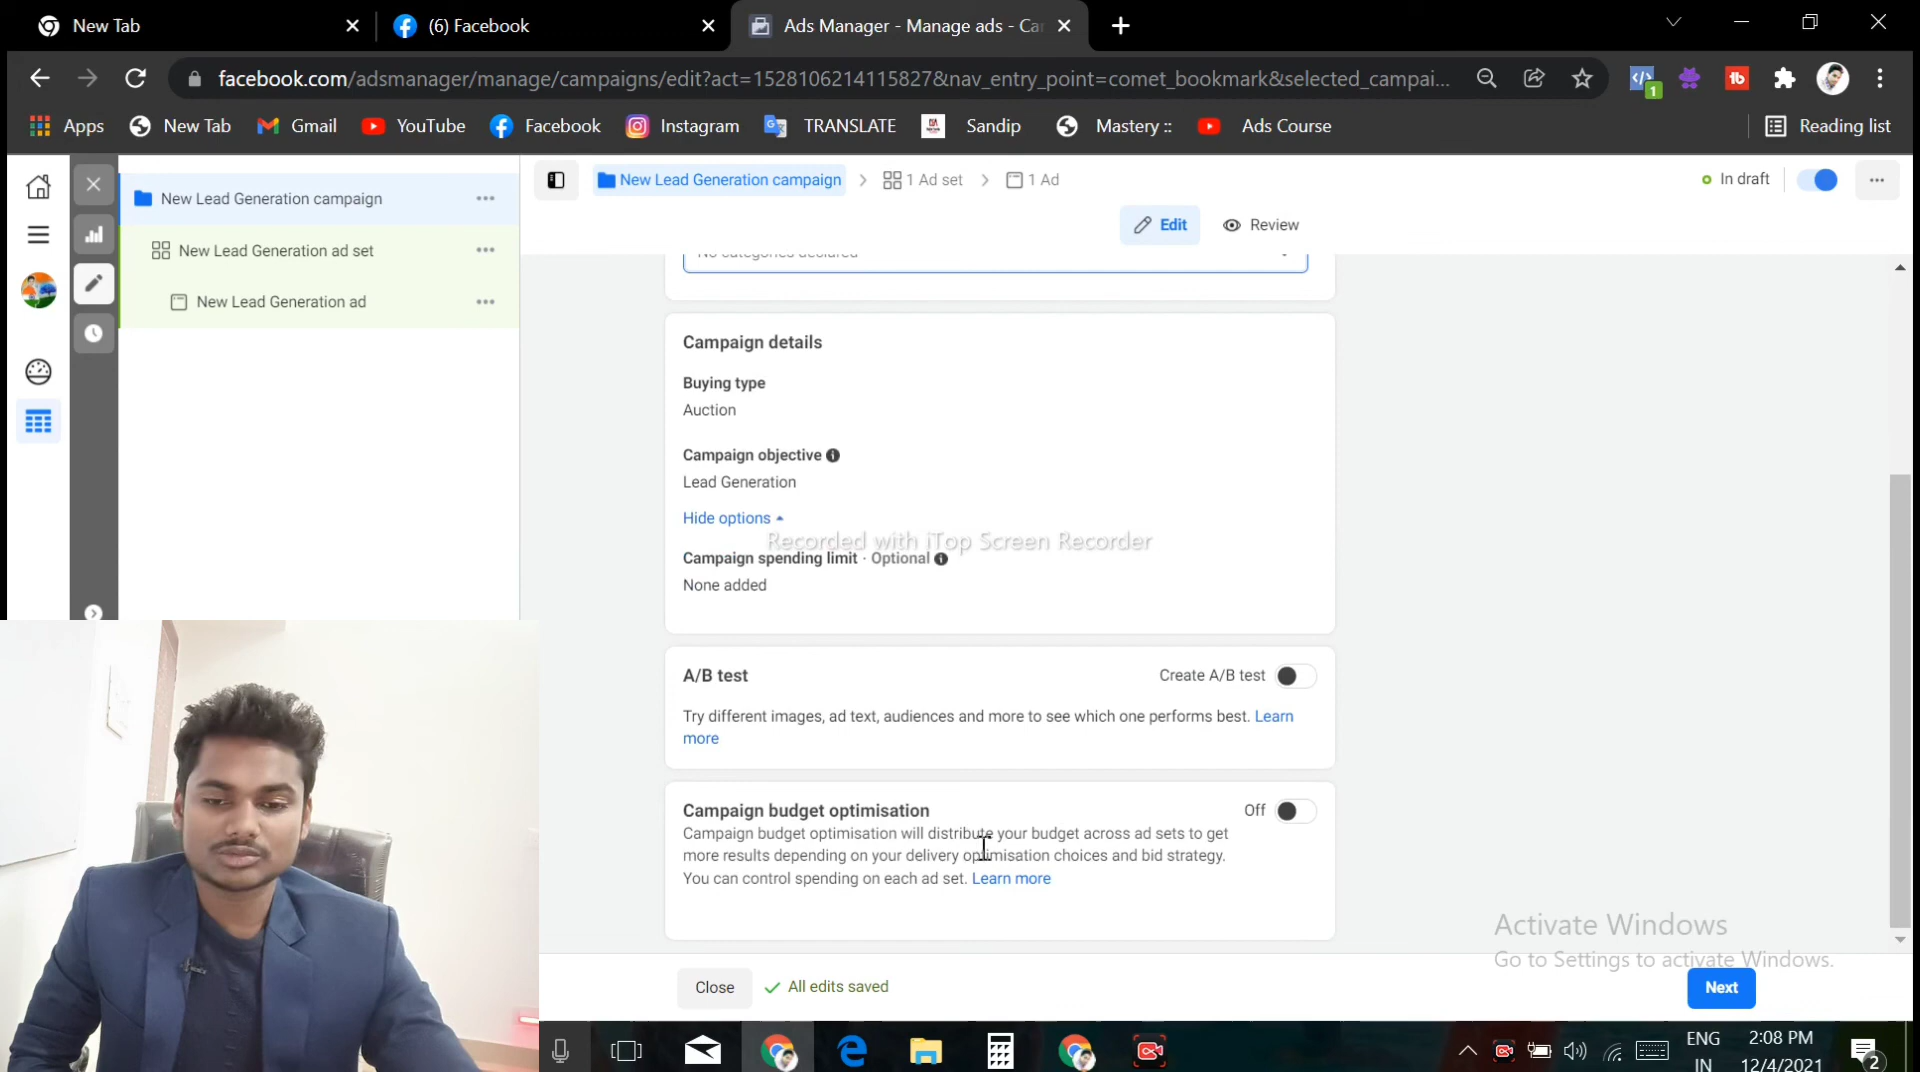 New Tab
(6) Facebook
Ads Manager - Manage ads - Ca
facebook.com/adsmanager/manage/campaigns/edit?act=1528106214115827&nav_entry_point=comet_bookmark&selected_campai...
1
Apps
New Tab
Gmail
YouTube
Facebook
Instagram
TRANSLATE
Sandip
Mastery ::
Ads Course
Reading list
New Lead Generation campaign
New Lead Generation ad set
New Lead Generation ad
New Lead Generation campaign
1 Ad set
1 Ad
In draft
Edit
Review
No categories declared
Campaign details
Buying type
Auction
Campaign objective
Lead Generation
Hide options
Recorded with iTop Screen Recorder
Campaign spending limit · Optional
None added
A/B test
Create A/B test
Try different images, ad text, audiences and more to see which one performs best. Learn
more
Campaign budget optimisation
Off
Campaign budget optimisation will distribute your budget across ad sets to get
more results depending on your delivery optimisation choices and bid strategy.
You can control spending on each ad set. Learn more
Activate Windows
Go to Settings to activate Windows.
Close
All edits saved
Next
ENG
IN
2:08 PM
12/4/2021
2